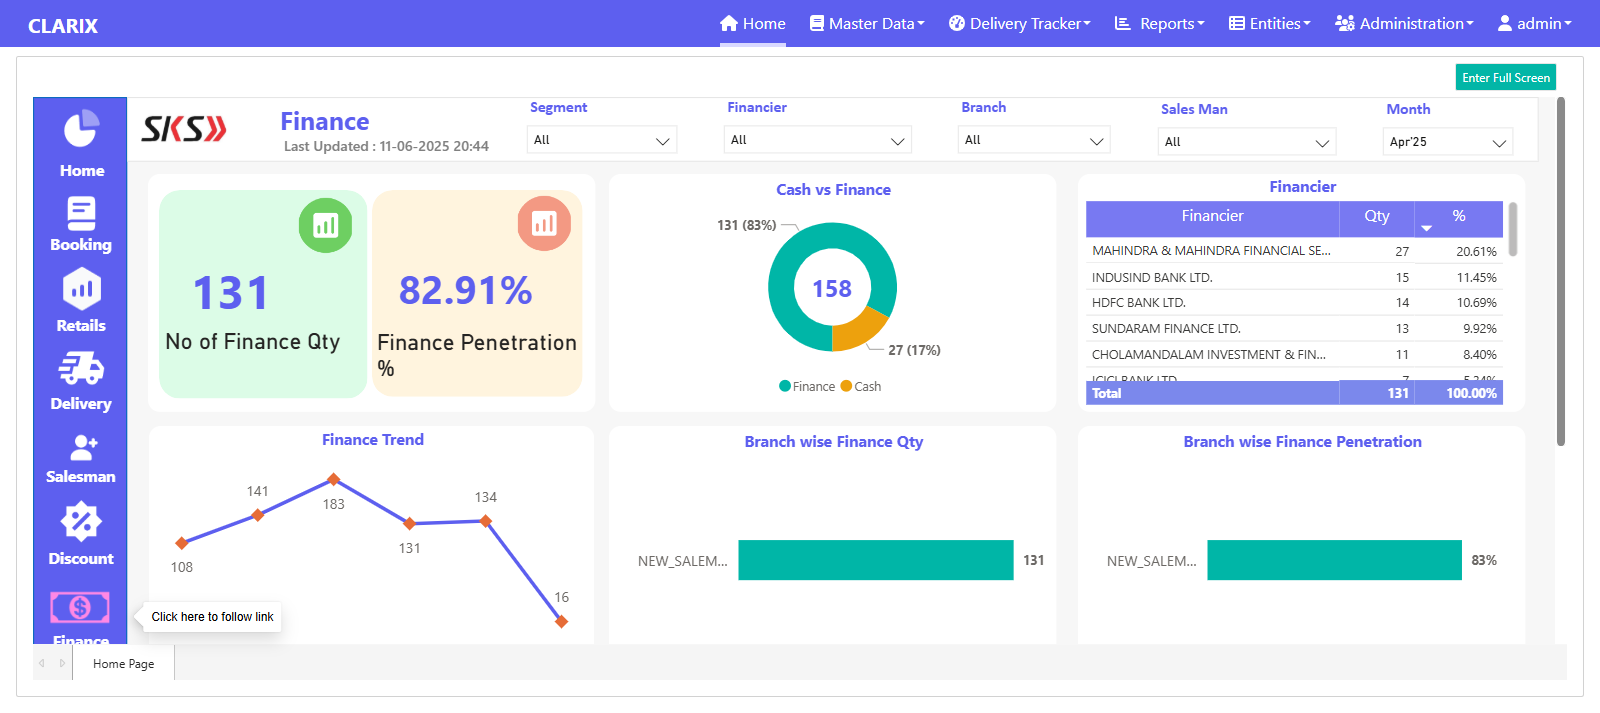 CLARIX
Home
Master Data
Delivery Tracker
Reports
Entities
Administration
admin
Enter Full Screen
Home
Booking
Retails
Delivery
Salesman
Discount
Finance
Click here to follow link
SKS
Finance
Last Updated : 11-06-2025 20:44
Segment
All
Financier
All
Branch
All
Sales Man
All
Month
Apr'25
131
No of Finance Qty
82.91%
Finance Penetration
%
Cash vs Finance
131 (83%)
158
27 (17%)
Finance Cash
Financier
Financier Qty %
MAHINDRA & MAHINDRA FINANCIAL SE... 27 20.61%
INDUSIND BANK LTD. 15 11.45%
HDFC BANK LTD. 14 10.69%
SUNDARAM FINANCE LTD. 13 9.92%
CHOLAMANDALAM INVESTMENT & FIN... 11 8.40%
ICICI BANK LTD 7 5.34%
Total 131 100.00%
Finance Trend
108
141
183
131
134
16
Branch wise Finance Qty
NEW_SALEM... 131
Branch wise Finance Penetration
NEW_SALEM... 83%
Home Page